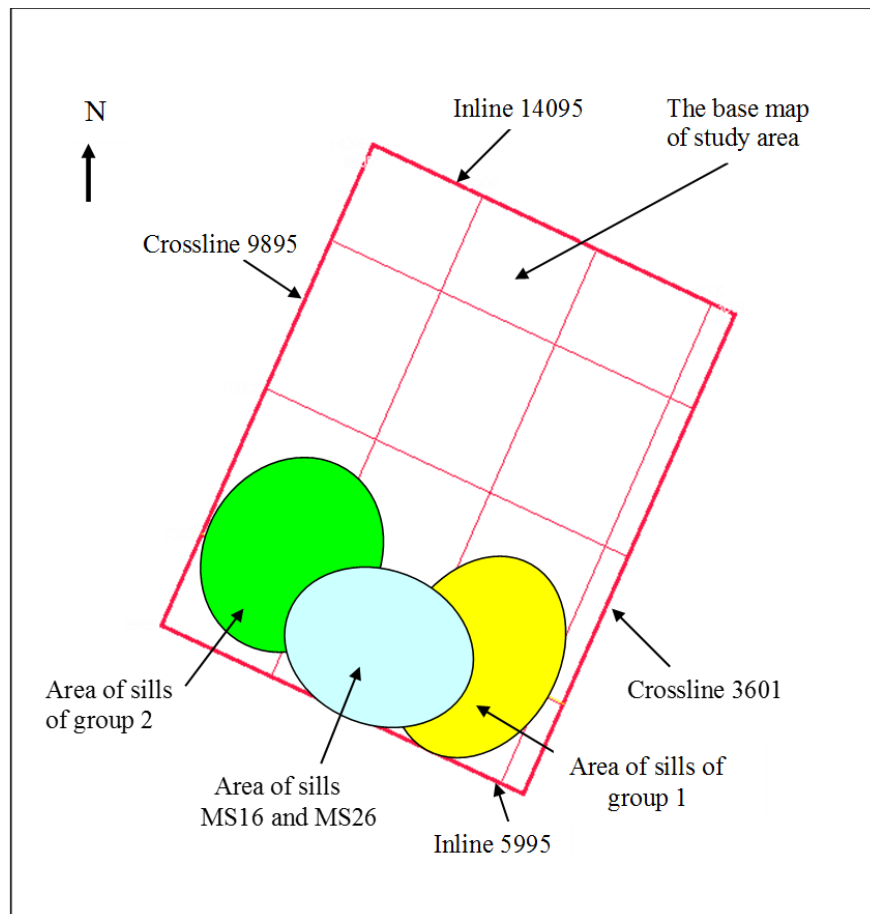 N
Inline 14095
The base map
of study area
Crossline 9895
Crossline 3601
Area of sills
of group 2
Area of sills
MS16 and MS26
Area of sills of
group 1
Inline 5995